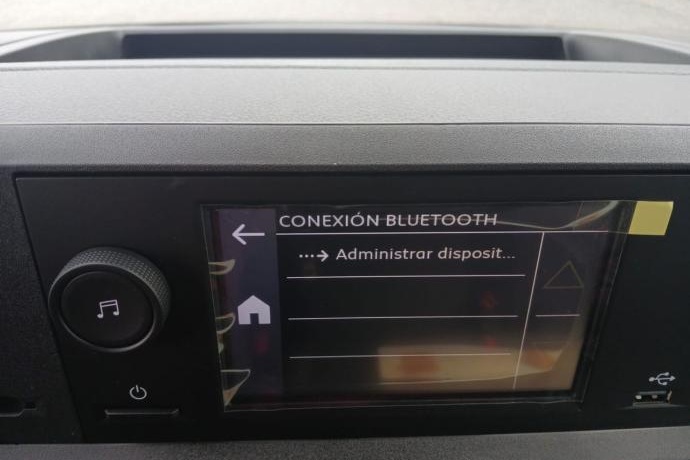 CONEXIÓN BLUETOOTH
Administrar disposit...